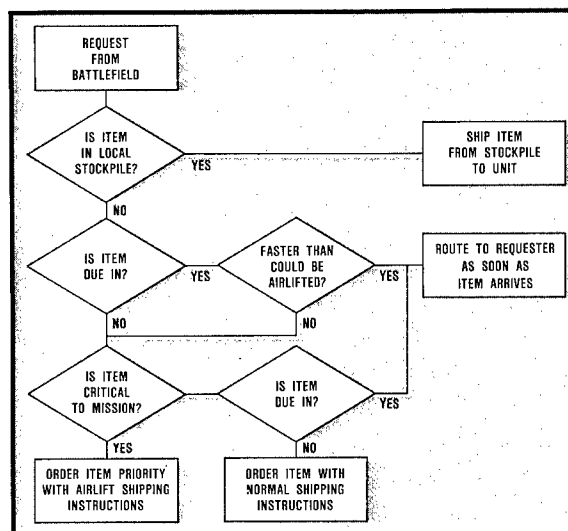 REQUEST
FROM
BATTLEFIELD
IS ITEM
IN LOCAL
STOCKPILE?
YES
SHIP ITEM
FROM STOCKPILE
TO UNIT
NO
IS ITEM
DUE IN?
YES
FASTER THAN
COULD BE
AIRLIFTED?
YES
ROUTE TO REQUESTER
AS SOON AS
ITEM ARRIVES
NO
NO
IS ITEM
CRITICAL
TO MISSION?
IS ITEM
DUE IN?
YES
YES
NO
ORDER ITEM PRIORITY
WITH AIRLIFT SHIPPING
INSTRUCTIONS
ORDER ITEM WITH
NORMAL SHIPPING
INSTRUCTIONS